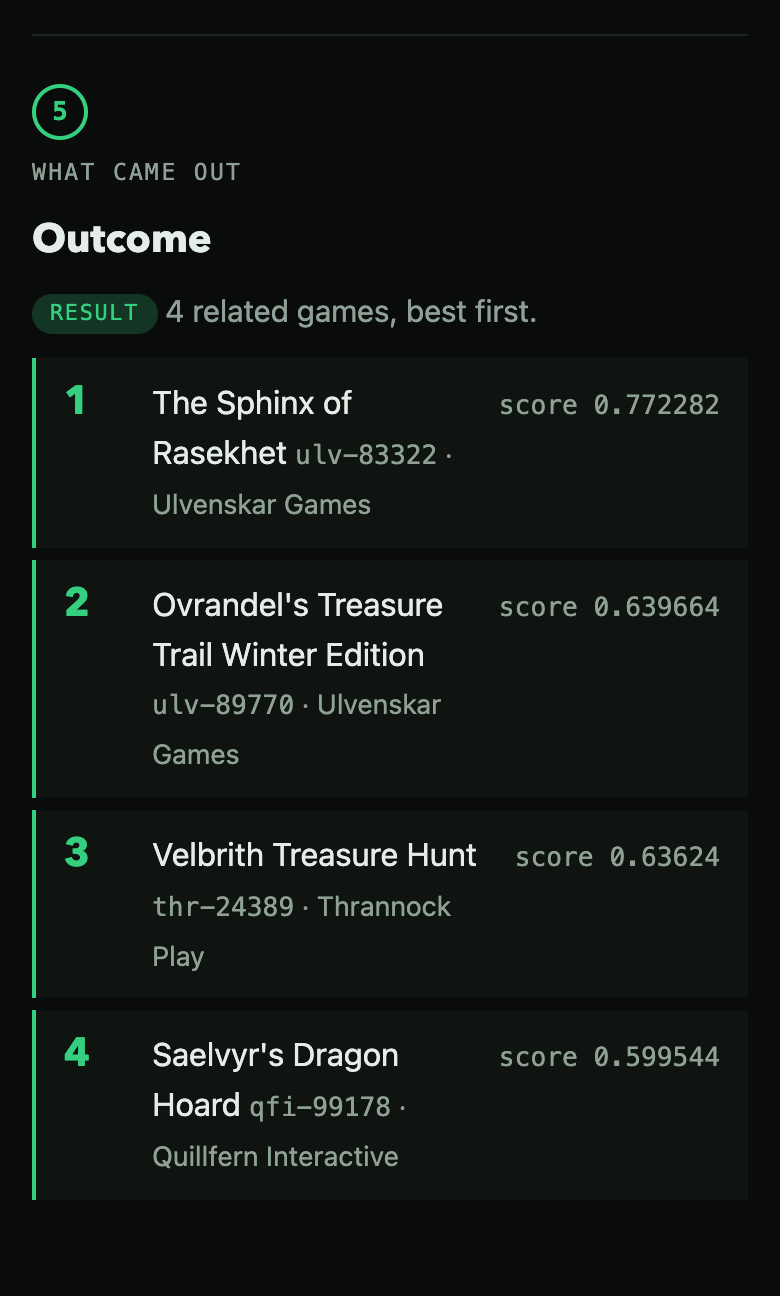 5
WHAT CAME OUT
Outcome
RESULT 4 related games, best first.
1 The Sphinx of score 0.772282
Rasekhet ulv-83322 ·
Ulvenskar Games
2 Ovrandel's Treasure score 0.639664
Trail Winter Edition
ulv-89770 · Ulvenskar
Games
3 Velbrith Treasure Hunt score 0.63624
thr-24389 · Thrannock
Play
4 Saelvyr's Dragon score 0.599544
Hoard qfi-99178 ·
Quillfern Interactive